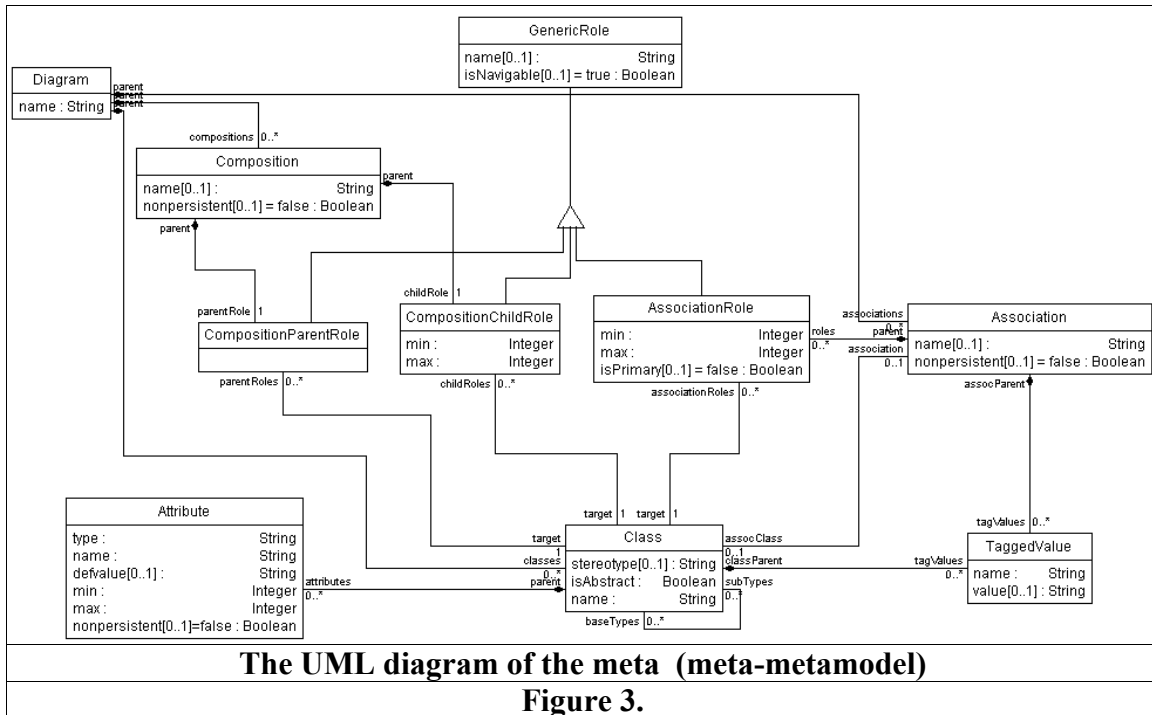 GenericRole
name[0..1] : String
isNavigable[0..1] = true : Boolean
Diagram
name : String
parent
parent
parent
compositions 0..*
Composition
name[0..1] : String
nonpersistent[0..1] = false : Boolean
parent
parent
parentRole 1
childRole 1
CompositionParentRole
parentRoles 0..*
CompositionChildRole
min : Integer
max : Integer
childRoles 0..*
AssociationRole
min : Integer
max : Integer
isPrimary[0..1] = false : Boolean
associationRoles 0..*
roles
0..*
associations
0..*
parent
association
0..1
Association
name[0..1] : String
nonpersistent[0..1] = false : Boolean
assocParent
Attribute
type : String
name : String
defvalue[0..1] : String
min : Integer
max : Integer
nonpersistent[0..1]=false : Boolean
attributes
0..*
target 1
target 1
target
1
classes
0..*
parent
Class
stereotype[0..1] : String
isAbstract : Boolean
name : String
assocClass
0..1
classParent
subTypes
0..*
baseTypes 0..*
tagValues 0..*
tagValues
0..*
TaggedValue
name : String
value[0..1] : String
The UML diagram of the meta (meta-metamodel)
Figure 3.